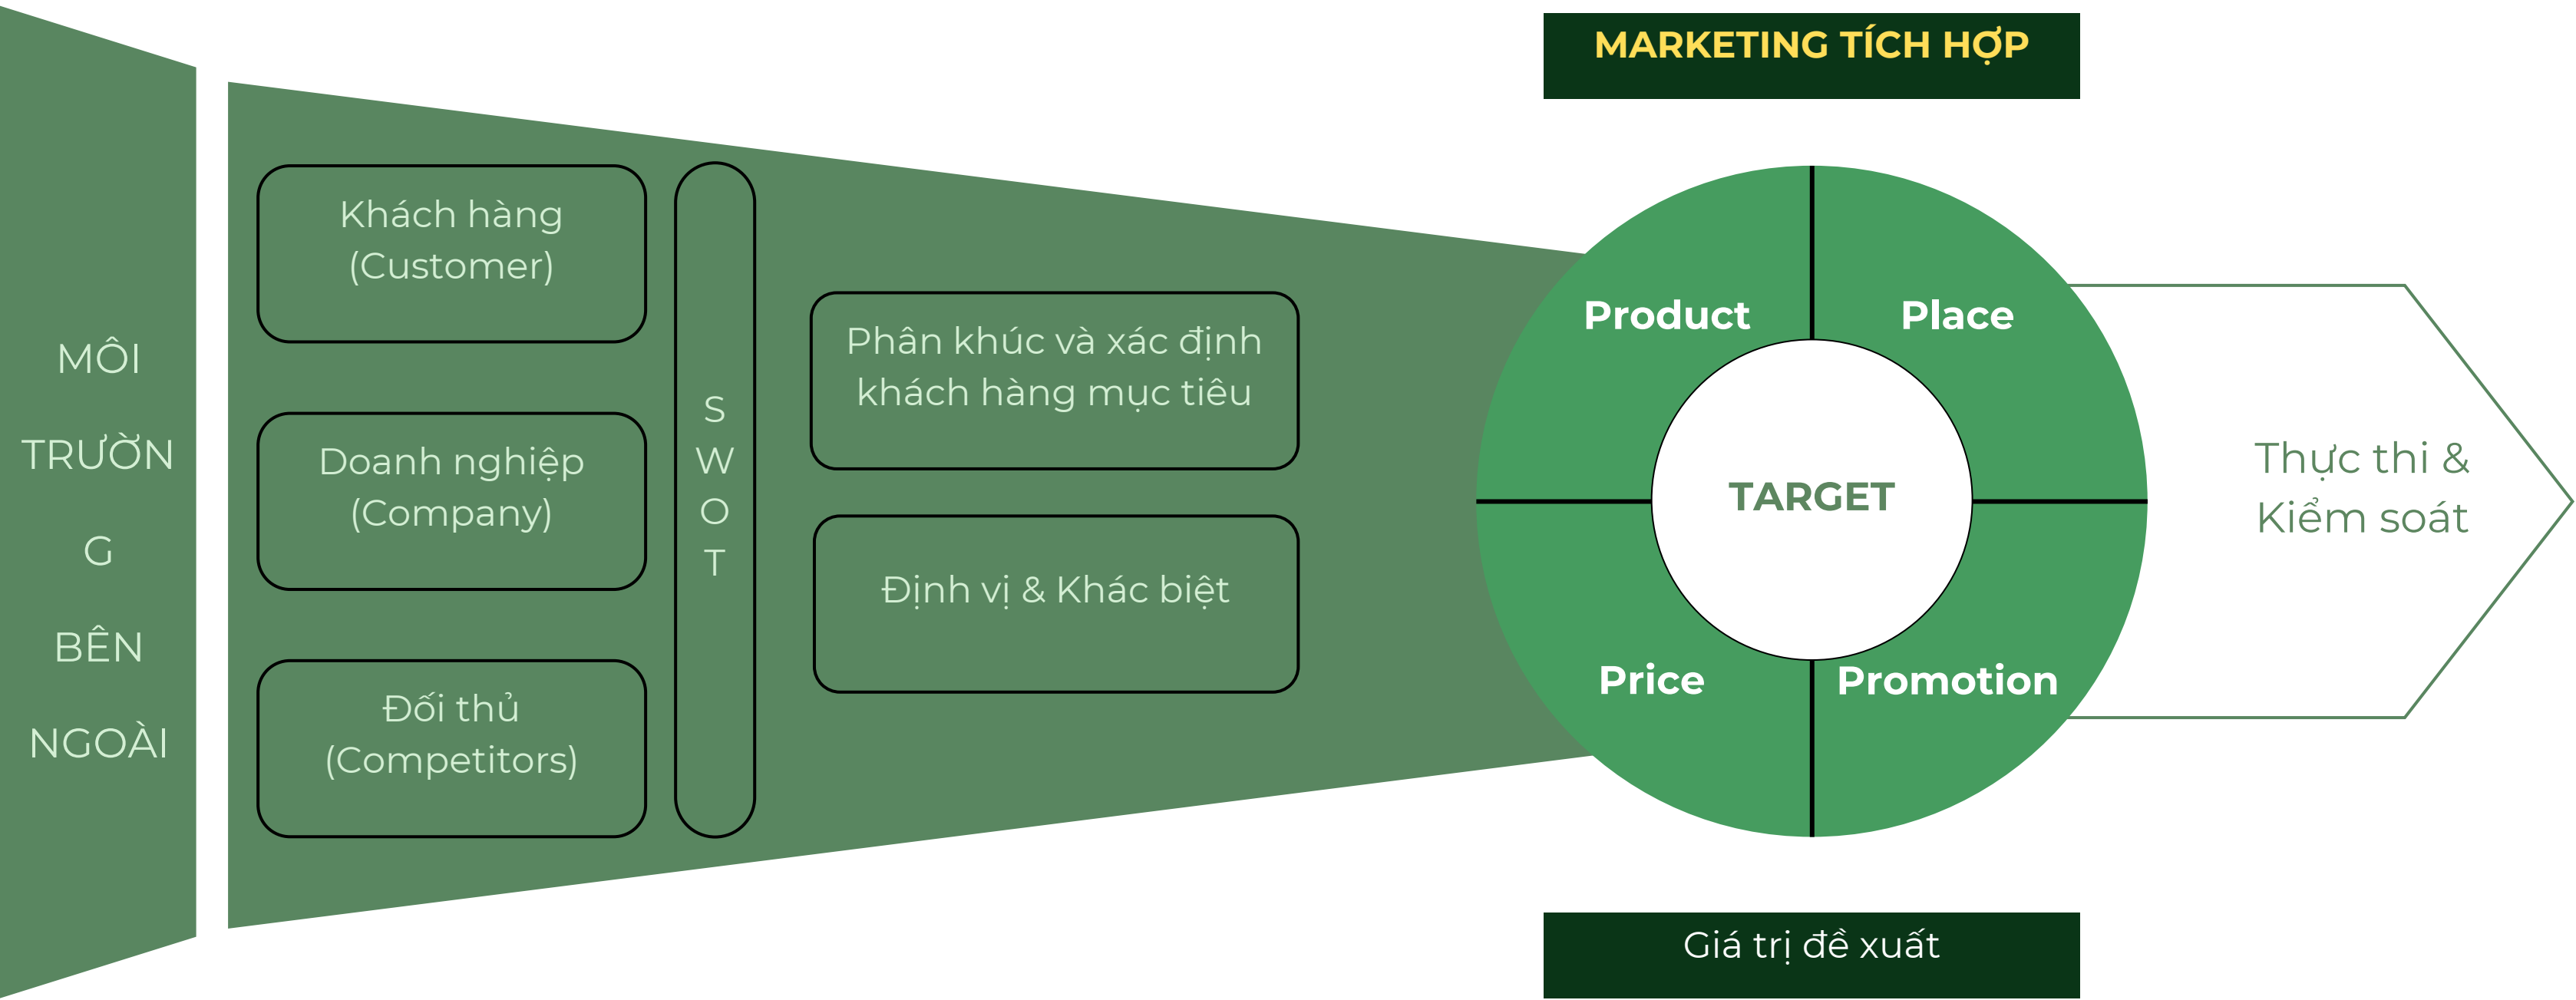 MÔI
TRƯỜN
G
BÊN
NGOÀI
Khách hàng
(Customer)
Doanh nghiệp
(Company)
Đối thủ
(Competitors)
S
W
O
T
Phân khúc và xác định
khách hàng mục tiêu
Định vị & Khác biệt
MARKETING TÍCH HỢP
Product
Place
TARGET
Price
Promotion
Giá trị đề xuất
Thực thi &
Kiểm soát